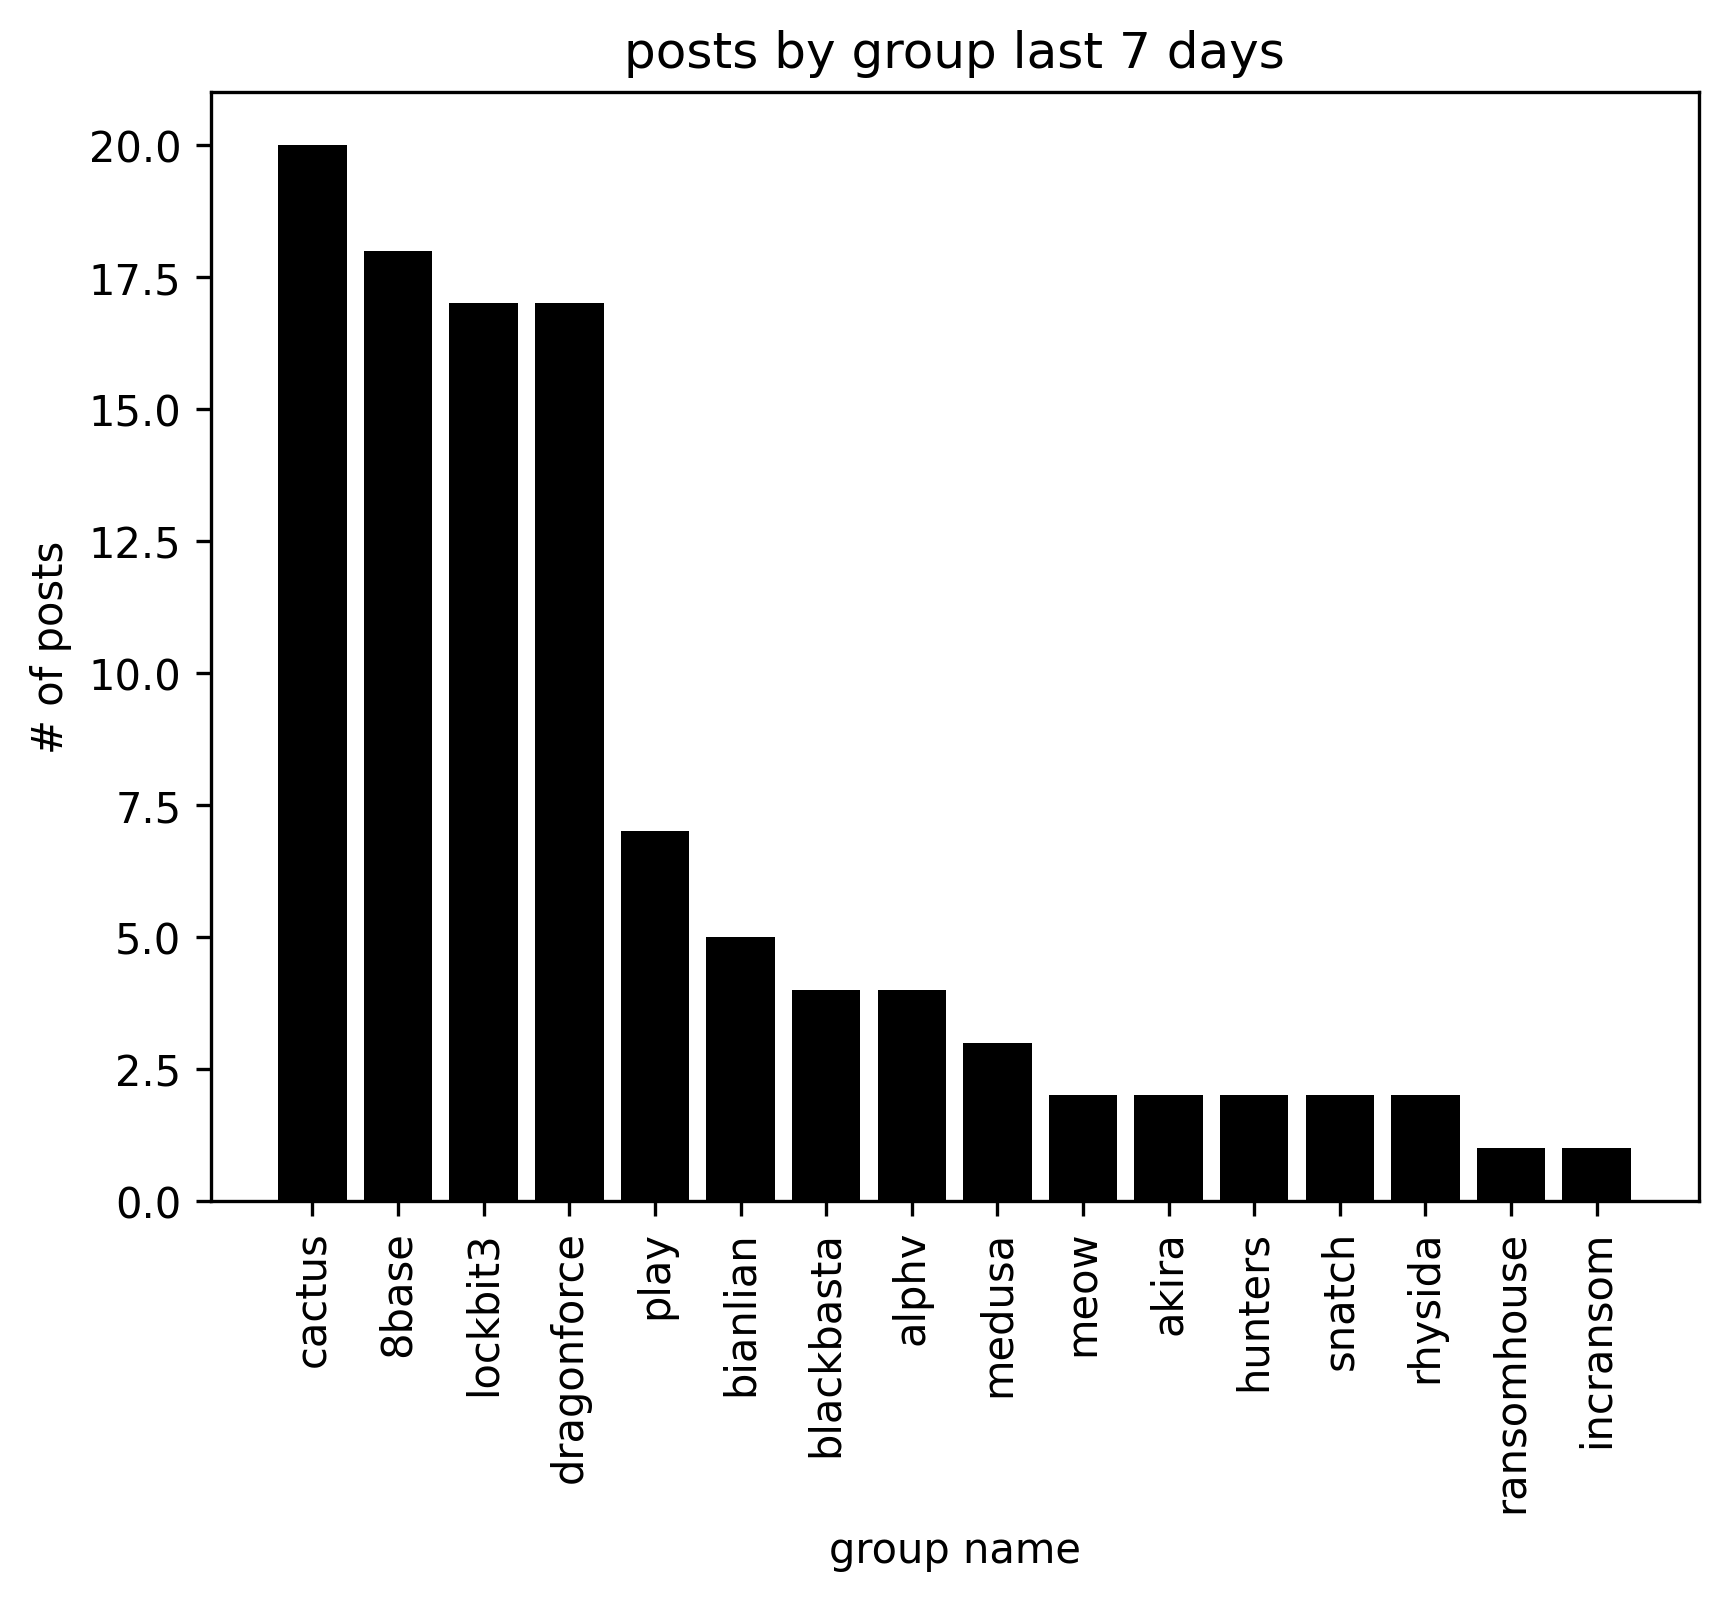 posts by group last 7 days
20.0
17.5
15.0
12.5
10.0
7.5
5.0
2.5
0.0
# of posts
cactus
8base
lockbit3
dragonforce
play
bianlian
blackbasta
alphv
medusa
meow
akira
hunters
snatch
rhysida
ransomhouse
incransom
group name